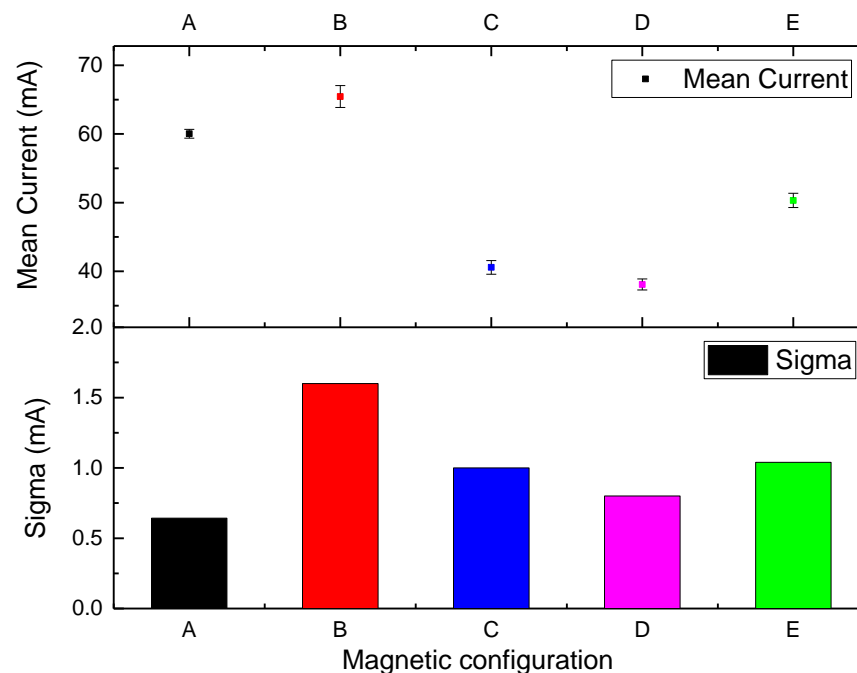 A B C D E
Mean Current (mA)
70
60
50
40
Mean Current
Sigma (mA)
2.0
1.5
1.0
0.5
0.0
Sigma
A B C D E
Magnetic configuration